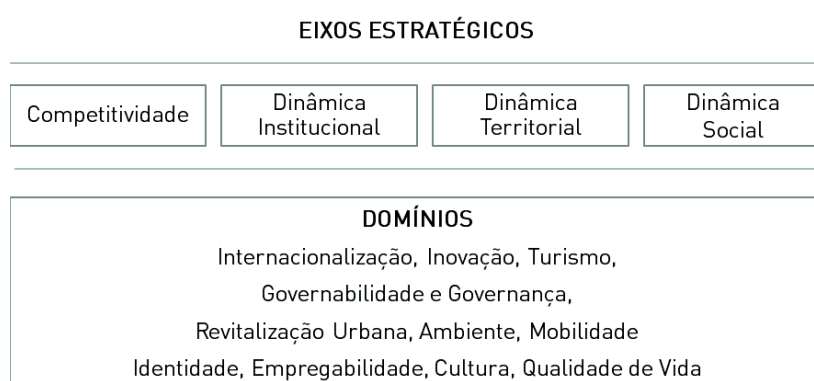 EIXOS ESTRATÉGICOS
Competitividade
Dinâmica
Institucional
Dinâmica
Territorial
Dinâmica
Social
DOMÍNIOS
Internacionalização, Inovação, Turismo,
Governabilidade e Governança,
Revitalização Urbana, Ambiente, Mobilidade
Identidade, Empregabilidade, Cultura, Qualidade de Vida